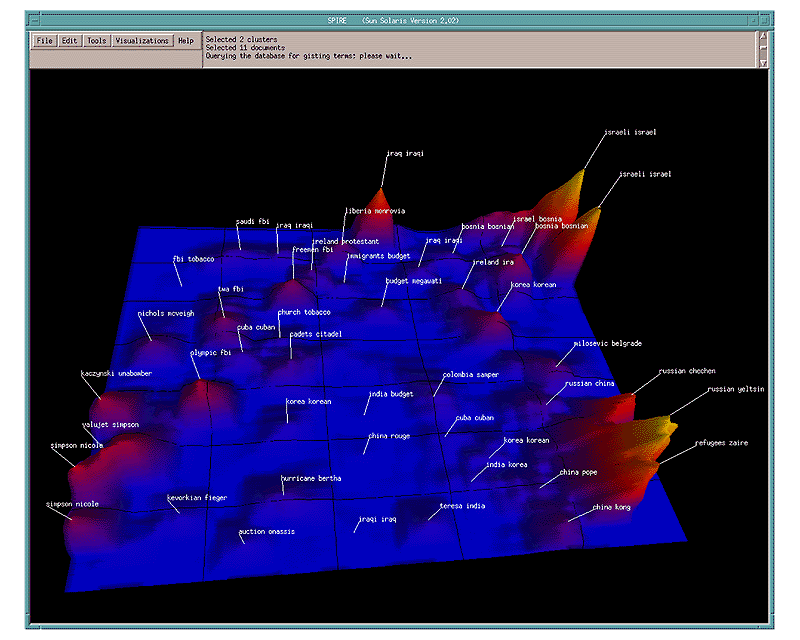 SPIRE (Sun Solaris Version 2.02)
File Edit Tools Visualizations Help
Selected 2 clusters
Selected 11 documents
Querying the database for gisting terms; please wait...
israeli israel
iraq iraqi
israeli israel
liberia monrovia
saudi fbi
iraq iraqi
israel bosnia
bosnia bosnian
bosnia bosnian
ireland protestant
iraq iraqi
freemen fbi
immigrants budget
fbi tobacco
ireland ira
budget megawati
korea korean
twa fbi
nichols mcveigh
church tobacco
cuba cuban
cadets citadel
milosevic belgrade
olympic fbi
kaczynski unabomber
colombia samper
russian chechen
russian china
russian yeltsin
india budget
korea korean
cuba cuban
valujet simpson
china rouge
korea korean
refugees zaire
simpson nicole
india korea
china pope
hurricane bertha
kevorkian fieger
simpson nicole
teresa india
china kong
iraqi iraq
auction onassis